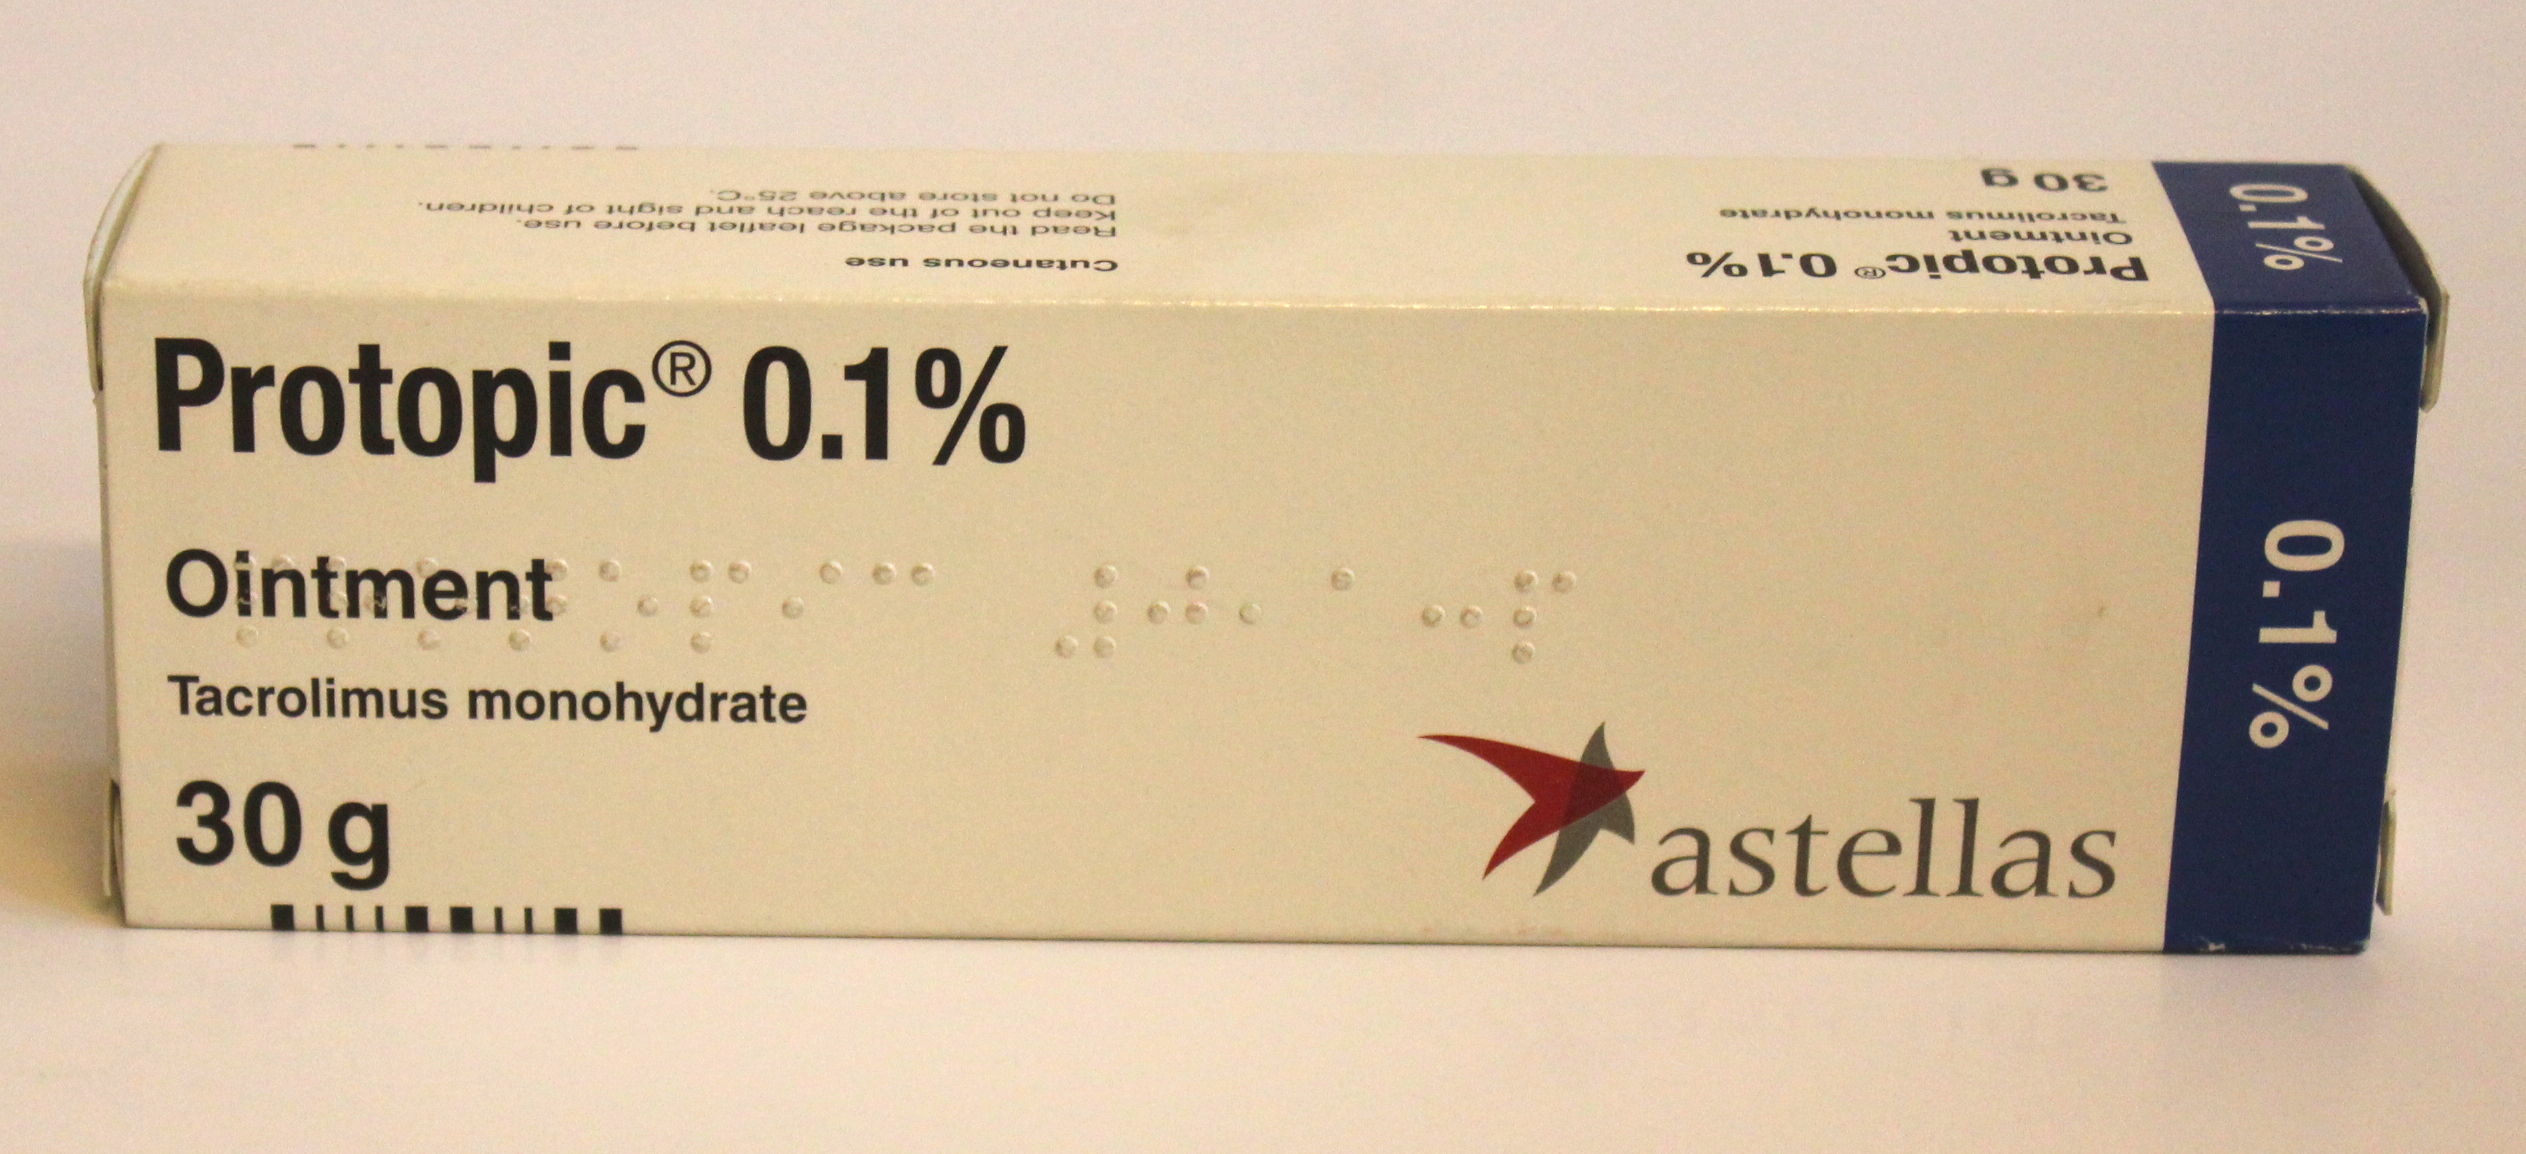 Protopic® 0.1%
Ointment
Tacrolimus monohydrate
30 g
astellas
0.1%
Cutaneous use
Read the package leaflet before use.
Keep out of the reach and sight of children.
Do not store above 25°C.
Protopic® 0.1%
Ointment
Tacrolimus monohydrate
30 g
0.1%